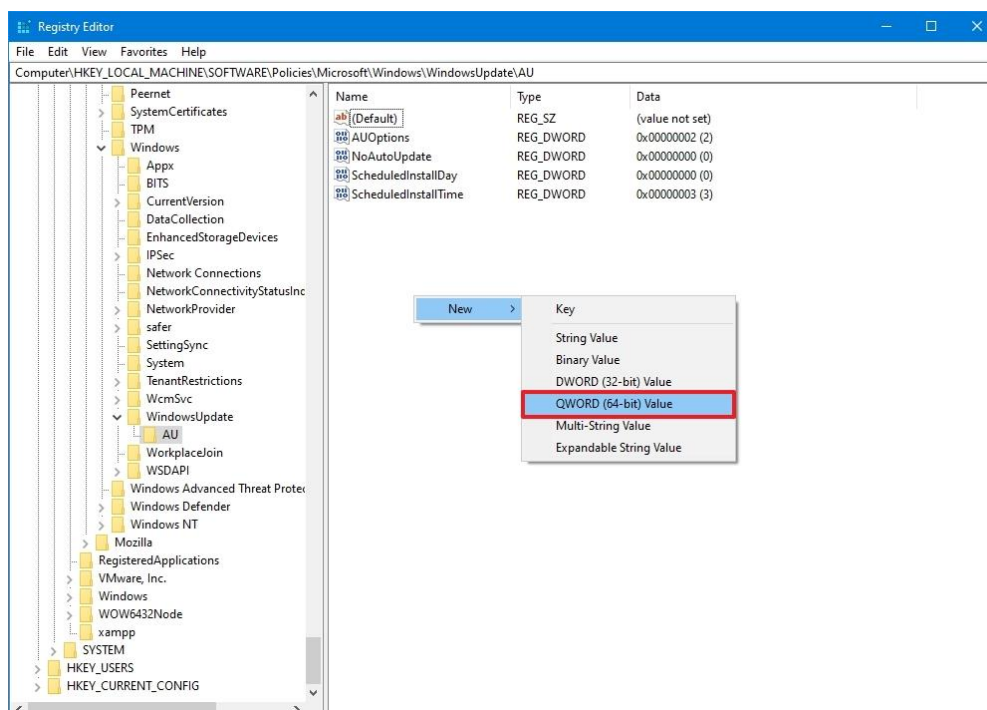 Registry Editor
File Edit View Favorites Help
Computer\HKEY_LOCAL_MACHINE\SOFTWARE\Policies\Microsoft\Windows\WindowsUpdate\AU
Peernet
SystemCertificates
TPM
Windows
Appx
BITS
CurrentVersion
DataCollection
EnhancedStorageDevices
IPSec
Network Connections
NetworkConnectivityStatusInc
NetworkProvider
safer
SettingSync
System
TenantRestrictions
WcmSvc
WindowsUpdate
AU
WorkplaceJoin
WSDAPI
Windows Advanced Threat Protec
Windows Defender
Windows NT
Mozilla
RegisteredApplications
VMware, Inc.
Windows
WOW6432Node
xampp
SYSTEM
HKEY_USERS
HKEY_CURRENT_CONFIG
Name Type Data
ab (Default) REG_SZ (value not set)
AUOptions REG_DWORD 0x00000002 (2)
NoAutoUpdate REG_DWORD 0x00000000 (0)
ScheduledInstallDay REG_DWORD 0x00000000 (0)
ScheduledInstallTime REG_DWORD 0x00000003 (3)
New
Key
String Value
Binary Value
DWORD (32-bit) Value
QWORD (64-bit) Value
Multi-String Value
Expandable String Value